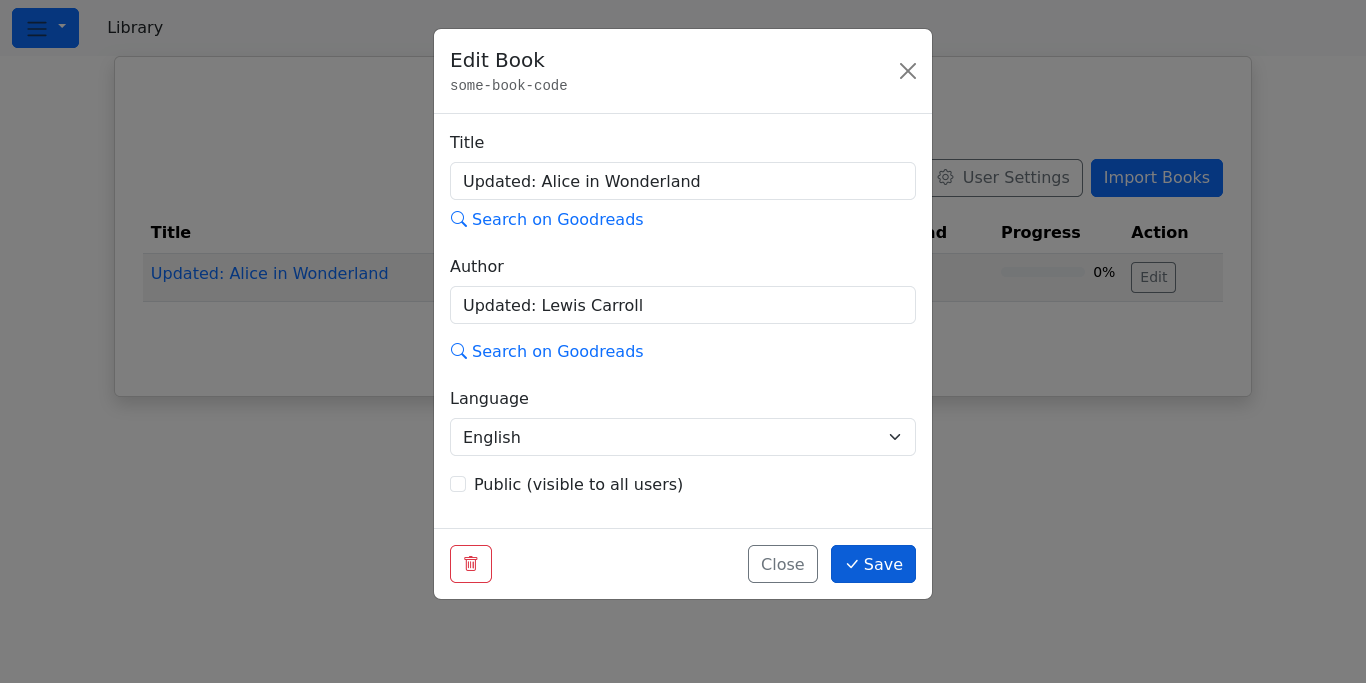 Library
Edit Book
some-book-code
Title
Updated: Alice in Wonderland
Search on Goodreads
Author
Updated: Lewis Carroll
Search on Goodreads
Language
English
Public (visible to all users)
Close
Save
User Settings
Import Books
Title
Progress
Action
Updated: Alice in Wonderland
0%
Edit